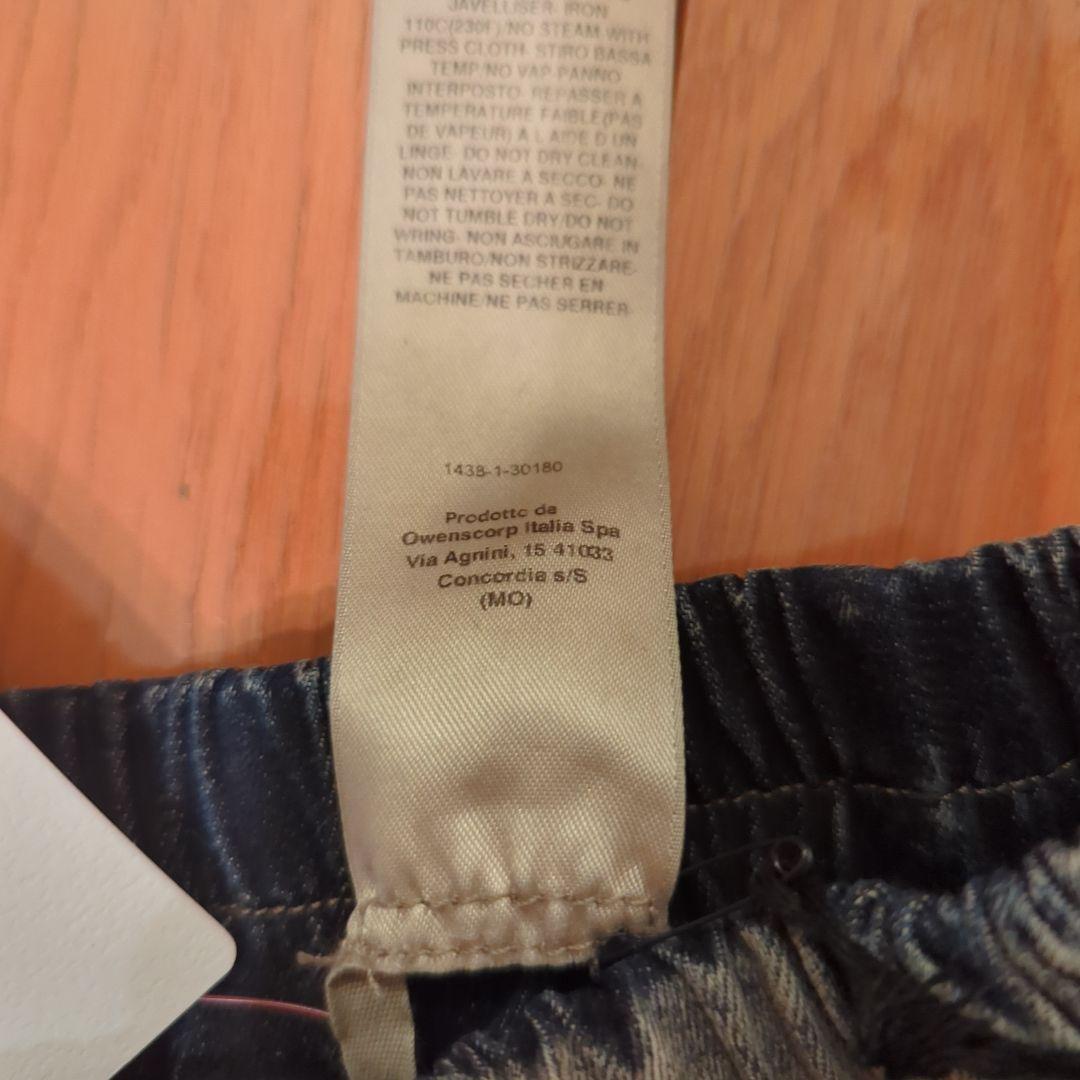 JAVELLISER- IRON
110C(230F)/NO STEAM-WITH
PRESS CLOTH- STIRO BASSA
TEMP/NO VAP-PANNO
INTERPOSTO- REPASSER A
TEMPERATURE FAIBLE(PAS
DE VAPEUR) A L AIDE D UN
LINGE- DO NOT DRY CLEAN-
NON LAVARE A SECCO- NE
PAS NETTOYER A SEC- DO
NOT TUMBLE DRY/DO NOT
WRING- NON ASCIUGARE IN
TAMBURO/NON STRIZZARE-
NE PAS SECHER EN
MACHINE/NE PAS SERRER-
1438-1-30180
Prodotto da
Owenscorp Italia Spa
Via Agnini, 15 41033
Concordia s/S
(MO)